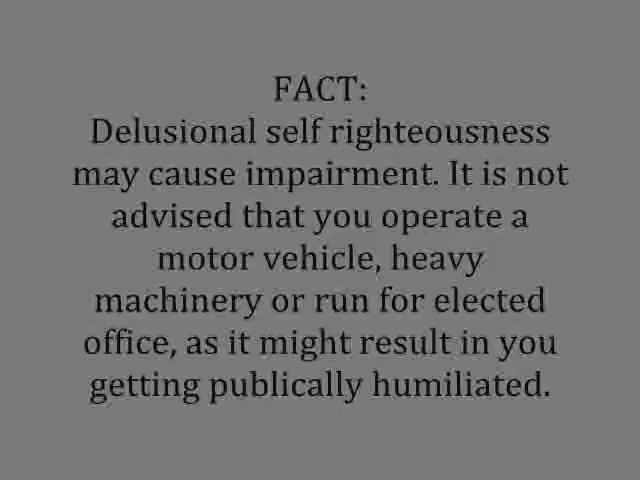 FACT:
Delusional self righteousness
may cause impairment. It is not
advised that you operate a
motor vehicle, heavy
machinery or run for elected
office, as it might result in you
getting publically humiliated.